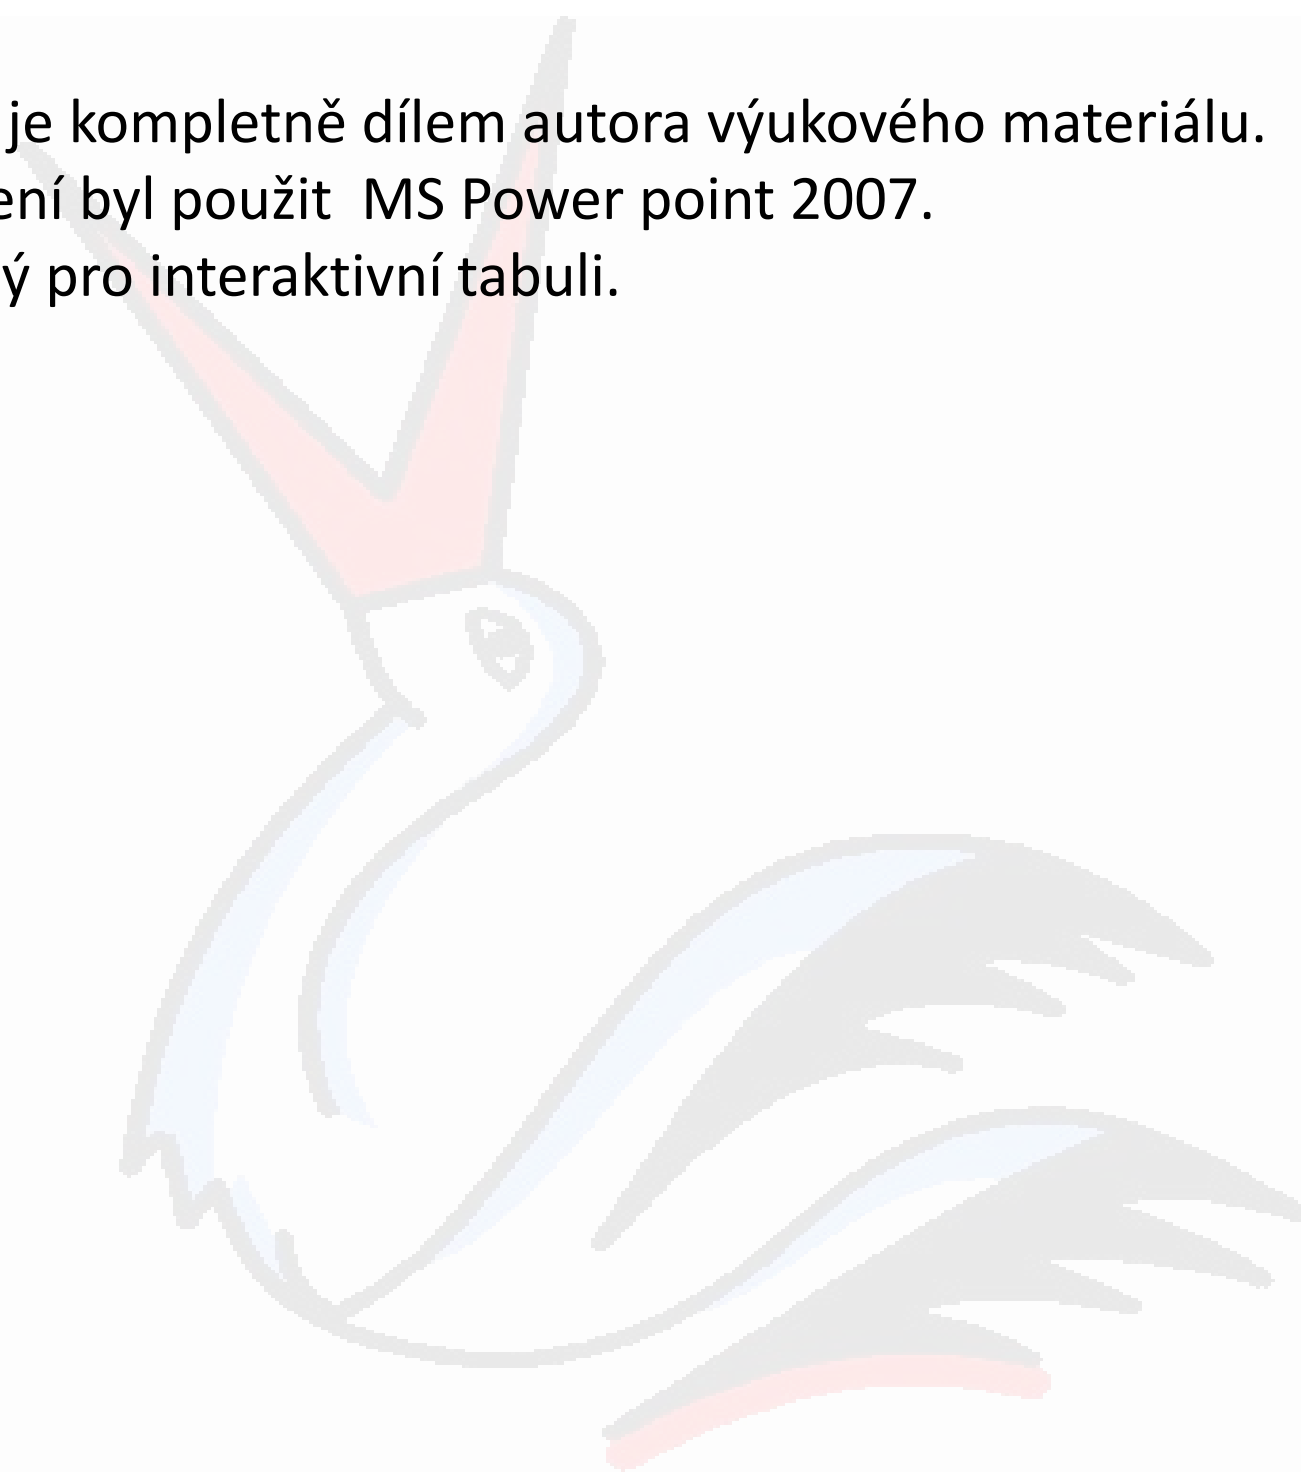 je kompletně dílem autora výukového materiálu.
ení byl použit  MS Power point 2007.
ý pro interaktivní tabuli.